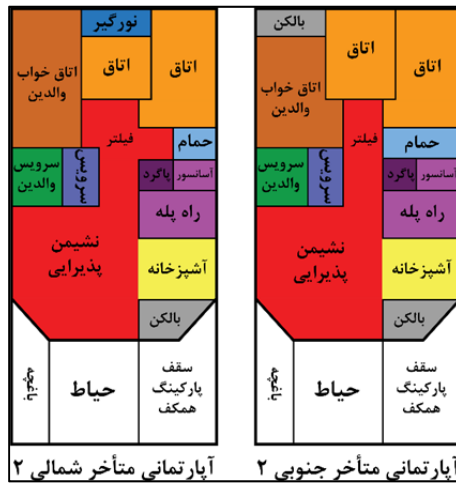 نورگیر
اتاق خواب
والدین
اتاق
اتاق
فیلتر
حمام
سرویس
والدین
سرویس
پاگرد
آسانسور
راه پله
نشیمن
پذیرایی
آشپزخانه
بالکن
باغچه
حیاط
سقف
پارکینگ
همکف
آپارتمانی متأخر شمالی ۲
بالکن
اتاق
اتاق
اتاق خواب
والدین
فیلتر
حمام
سرویس
والدین
سرویس
پاگرد
آسانسور
راه پله
نشیمن
پذیرایی
آشپزخانه
بالکن
باغچه
حیاط
سقف
پارکینگ
همکف
آپارتمانی متأخر جنوبی ۲